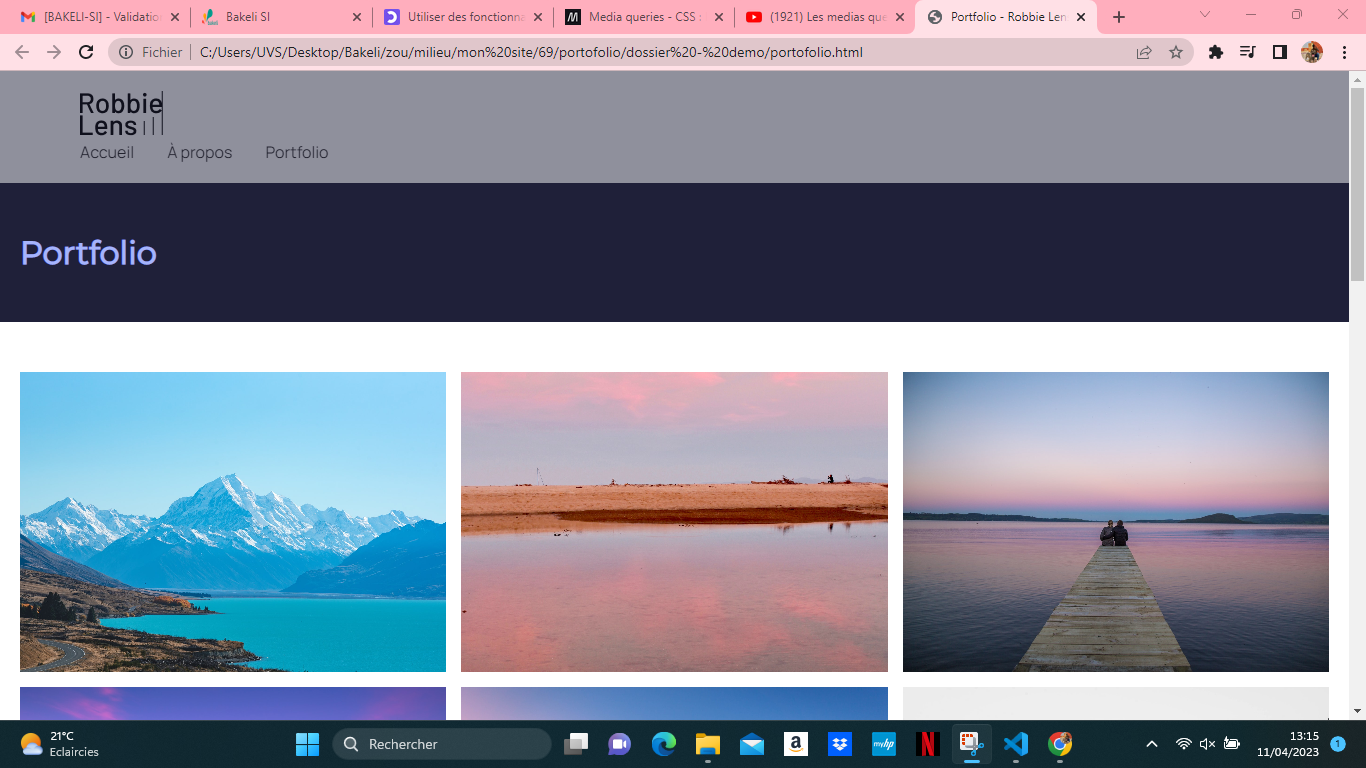 [BAKELI-SI] - Validation
Bakeli SI
Utiliser des fonctionna
Media queries - CSS :
(1921) Les medias que
Portfolio - Robbie Len
Fichier
C:/Users/UVS/Desktop/Bakeli/zou/milieu/mon%20site/69/portofolio/dossier%20-%20demo/portofolio.html
Robbie
Lens
Accueil À propos Portfolio
Portfolio
21°C
Eclaircies
Rechercher
a
myhp
N
13:15
11/04/2023
1